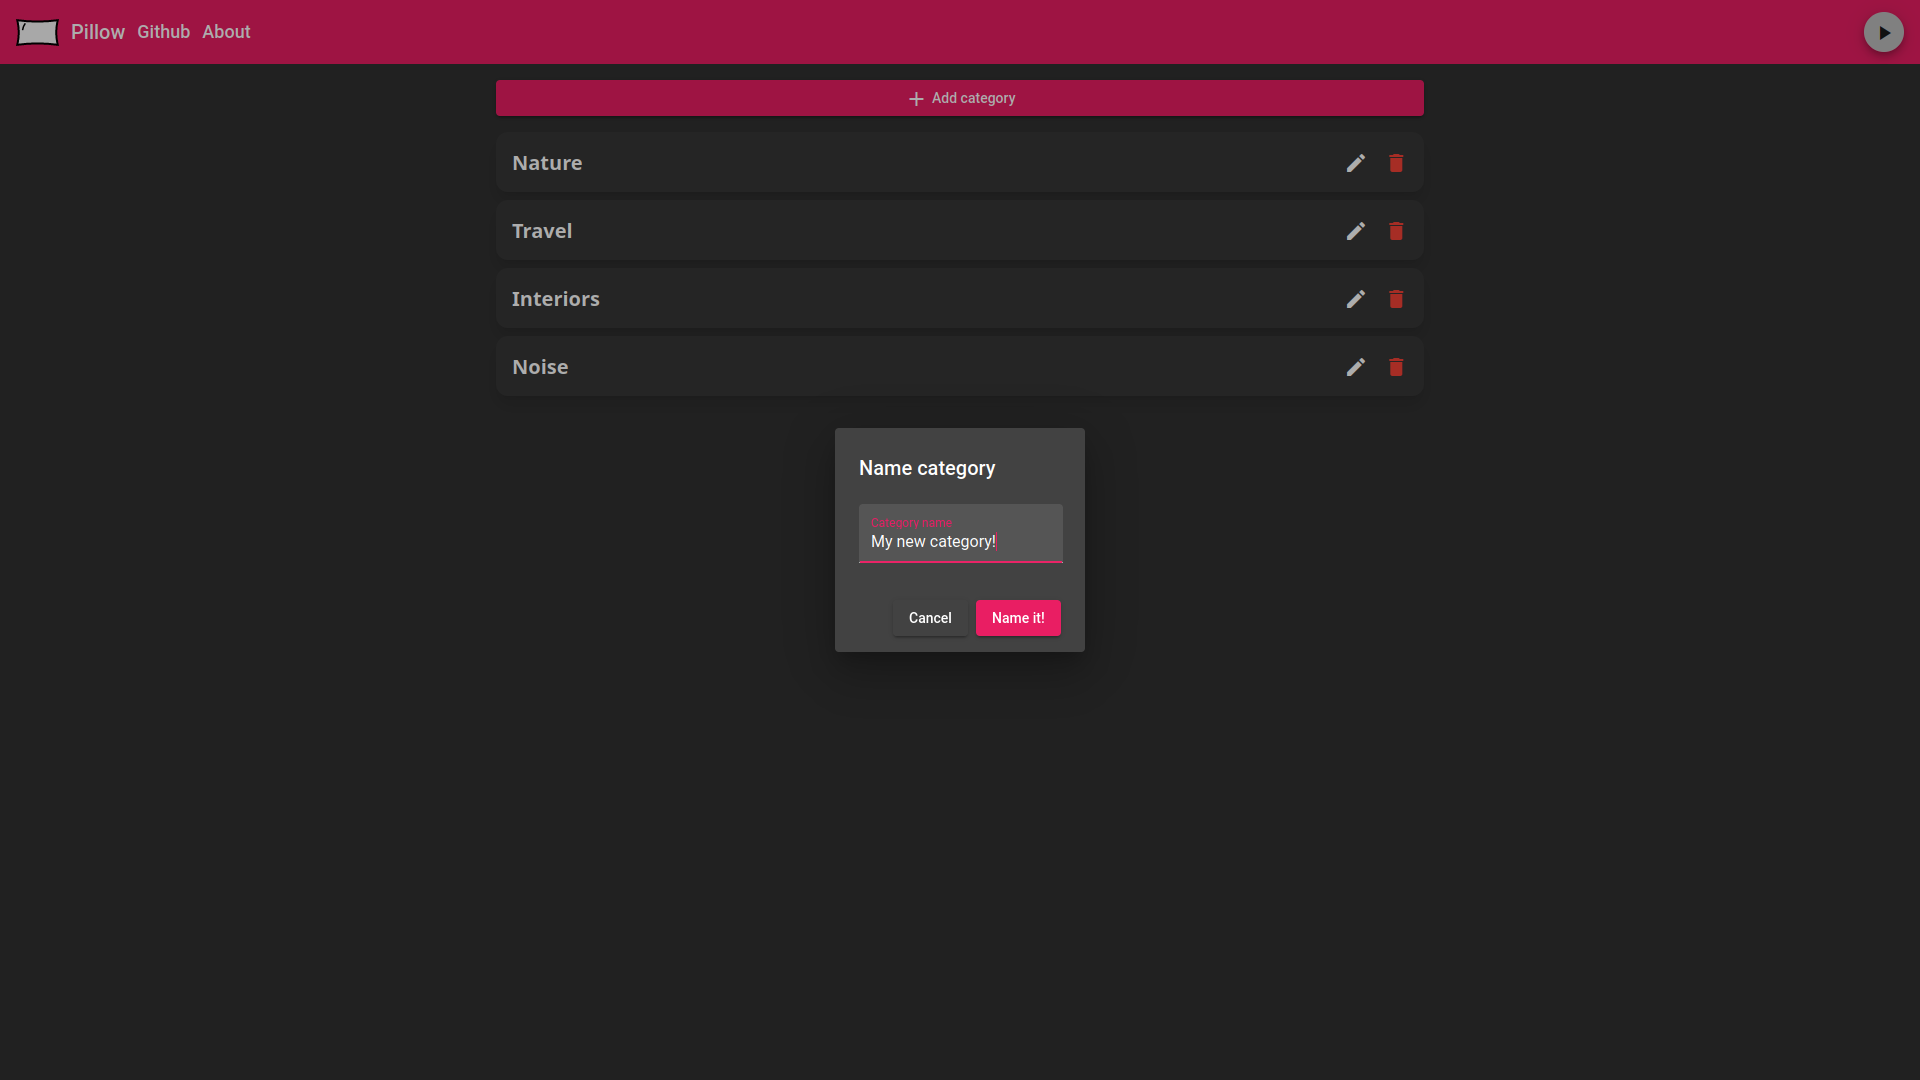 Pillow Github About
Add category
Nature
Travel
Interiors
Noise
Name category
Category name
My new category!
Cancel Name it!